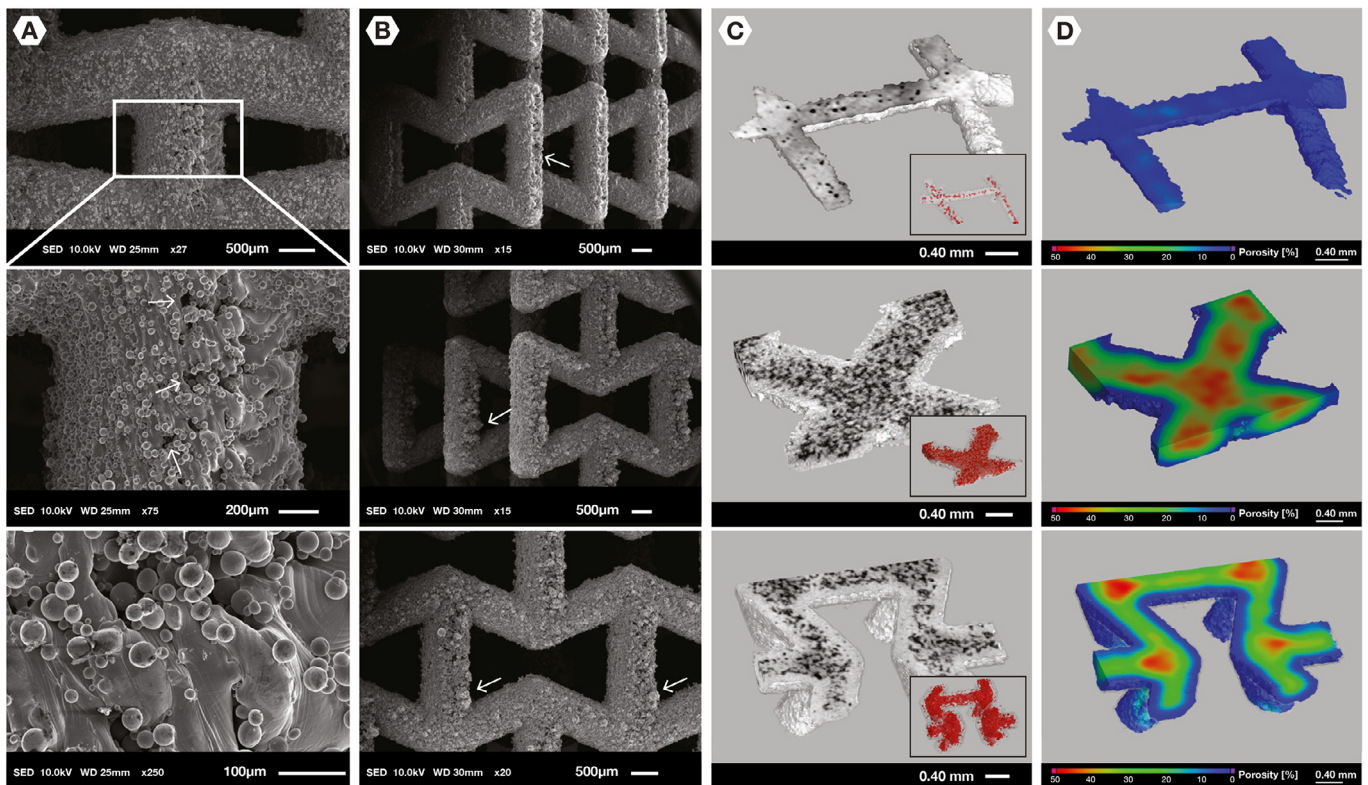 A
B
C
D
SED 10.0kV WD 25mm x27 500µm
SED 10.0kV WD 30mm x15 500µm
0.40 mm
50 40 30 20 10 0 Porosity [%] 0.40 mm
SED 10.0kV WD 25mm x75 200µm
SED 10.0kV WD 30mm x15 500µm
0.40 mm
50 40 30 20 10 0 Porosity [%] 0.40 mm
SED 10.0kV WD 25mm x250 100µm
SED 10.0kV WD 30mm x20 500µm
0.40 mm
50 40 30 20 10 0 Porosity [%] 0.40 mm